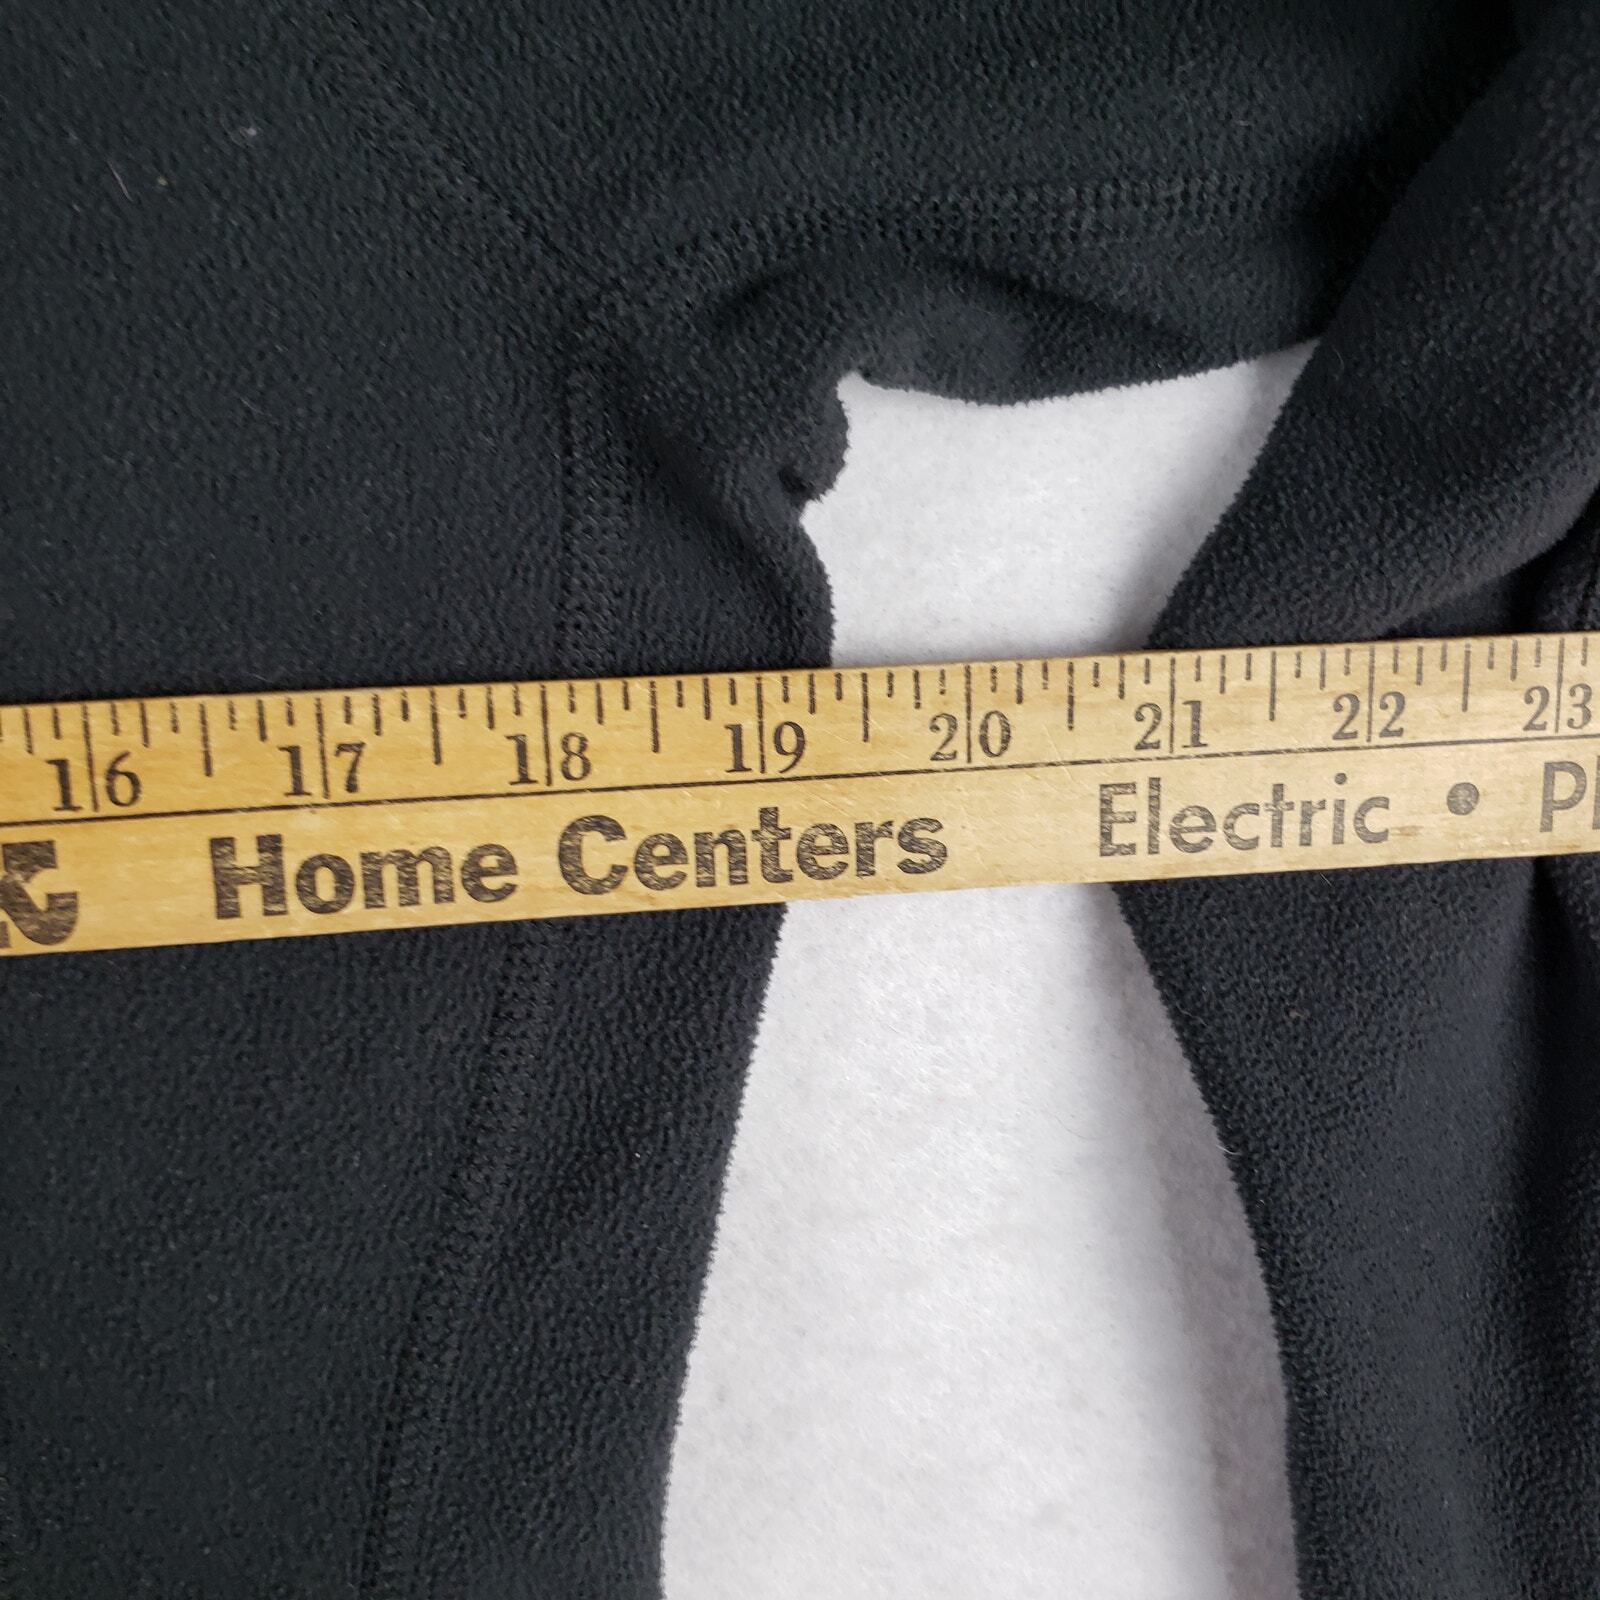 16 17 18 19 20 21 22 23
Home Centers Electric •